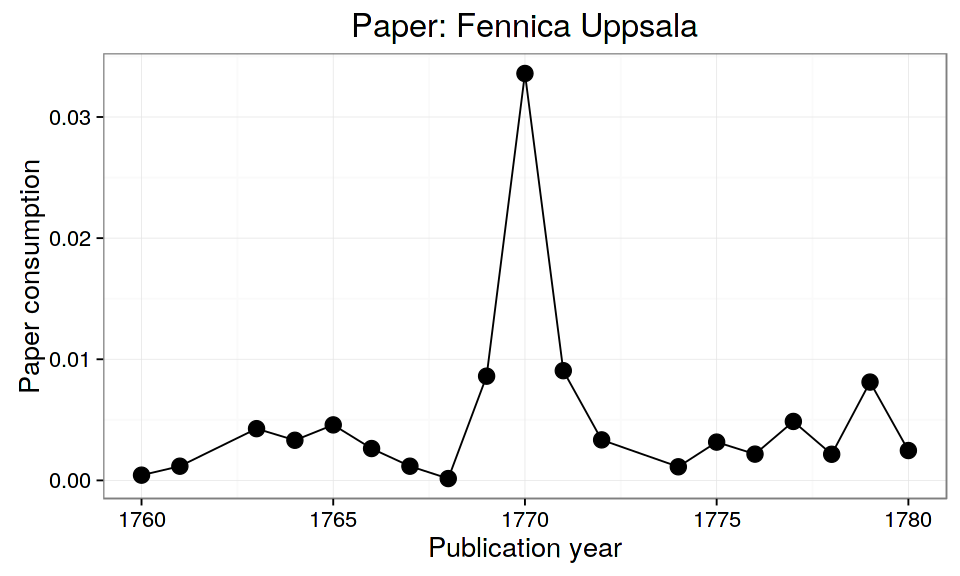 Paper: Fennica Uppsala
Paper consumption
0.03
0.02
0.01
0.00
1760 1765 1770 1775 1780
Publication year